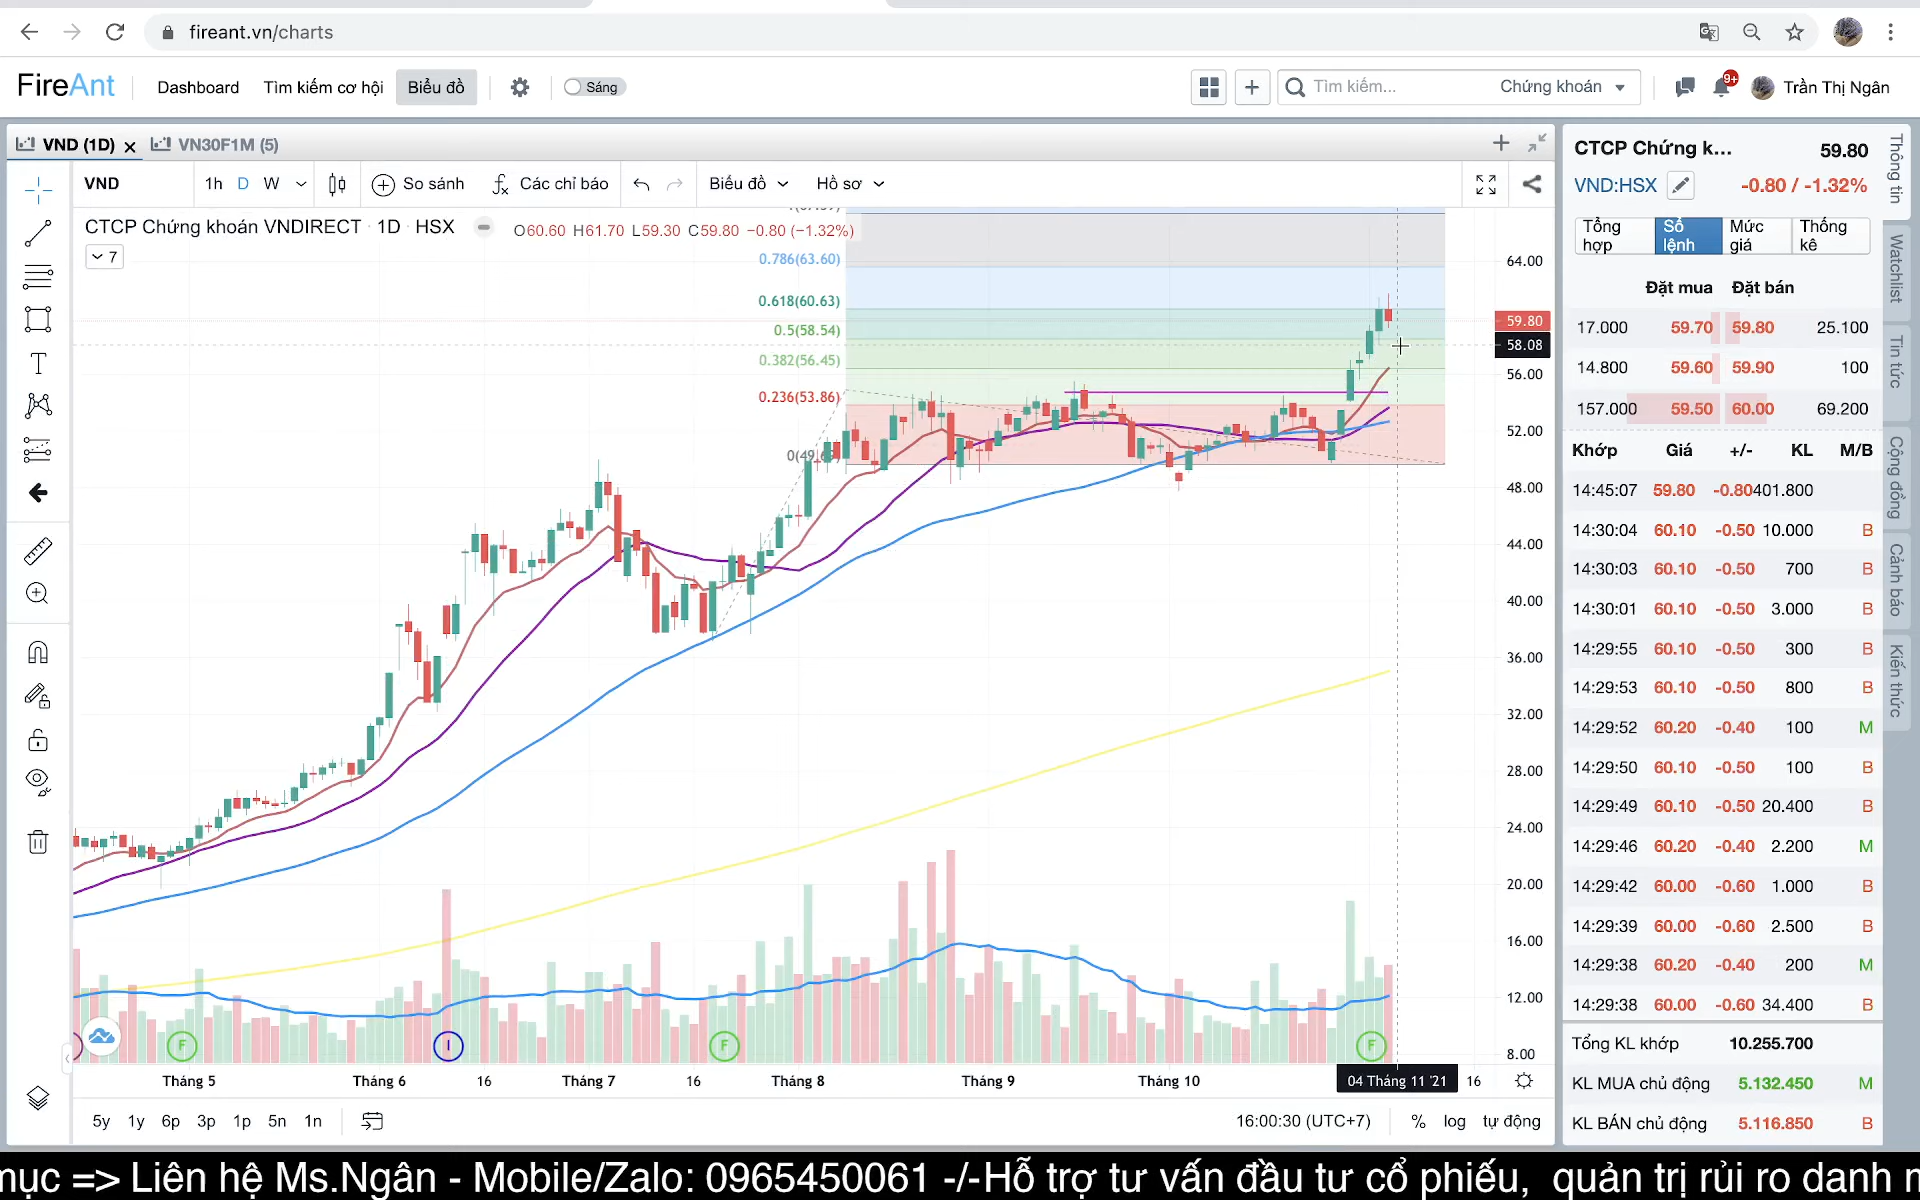 fireant.vn/charts
FireAnt Dashboard Tìm kiếm cơ hội Biểu đồ Sáng Tìm kiếm... Chứng khoán 9+ Trần Thị Ngân
VND (1D) VN30F1M (5)
VND 1h D W So sánh Các chỉ báo Biểu đồ Hồ sơ
CTCP Chứng khoán VNDIRECT · 1D · HSX O60.60 H61.70 L59.30 C59.80 −0.80 (−1.32%)
7
0.786(63.60)
0.618(60.63)
0.5(58.54)
0.382(56.45)
0.236(53.86)
64.00
59.80
58.08
56.00
52.00
48.00
44.00
40.00
36.00
32.00
28.00
24.00
20.00
16.00
12.00
8.00
F I F F
Tháng 5 Tháng 6 16 Tháng 7 16 Tháng 8 Tháng 9 Tháng 10 04 Tháng 11 '21 16
5y 1y 6p 3p 1p 5n 1n 16:00:30 (UTC+7) % log tự động
CTCP Chứng k... 59.80
VND:HSX -0.80 / -1.32%
Tổng hợp Sổ lệnh Mức giá Thống kê
Đặt mua Đặt bán
17.000 59.70 59.80 25.100
14.800 59.60 59.90 100
157.000 59.50 60.00 69.200
Khớp Giá +/- KL M/B
14:45:07 59.80 -0.80 401.800
14:30:04 60.10 -0.50 10.000 B
14:30:03 60.10 -0.50 700 B
14:30:01 60.10 -0.50 3.000 B
14:29:55 60.10 -0.50 300 B
14:29:53 60.10 -0.50 800 B
14:29:52 60.20 -0.40 100 M
14:29:50 60.10 -0.50 100 B
14:29:49 60.10 -0.50 20.400 B
14:29:46 60.20 -0.40 2.200 M
14:29:42 60.00 -0.60 1.000 B
14:29:39 60.00 -0.60 2.500 B
14:29:38 60.20 -0.40 200 M
14:29:38 60.00 -0.60 34.400 B
Tổng KL khớp 10.255.700
KL MUA chủ động 5.132.450 M
KL BÁN chủ động 5.116.850 B
Thông tin
Watchlist
Tin tức
Cộng đồng
Cảnh báo
Kiến thức
mục => Liên hệ Ms.Ngân - Mobile/Zalo: 0965450061 -/-Hỗ trợ tư vấn đầu tư cổ phiếu, quản trị rủi ro danh